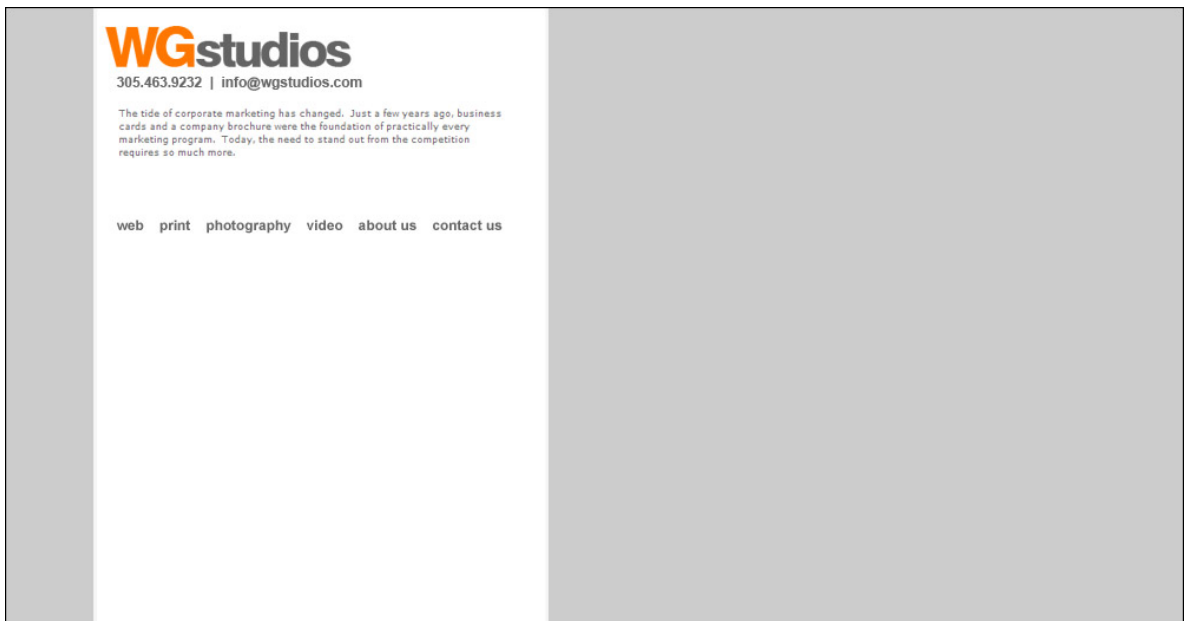 WGstudios
305.463.9232 | info@wgstudios.com
The tide of corporate marketing has changed. Just a few years ago, business
cards and a company brochure were the foundation of practically every
marketing program. Today, the need to stand out from the competition
requires so much more.
web print photography video about us contact us